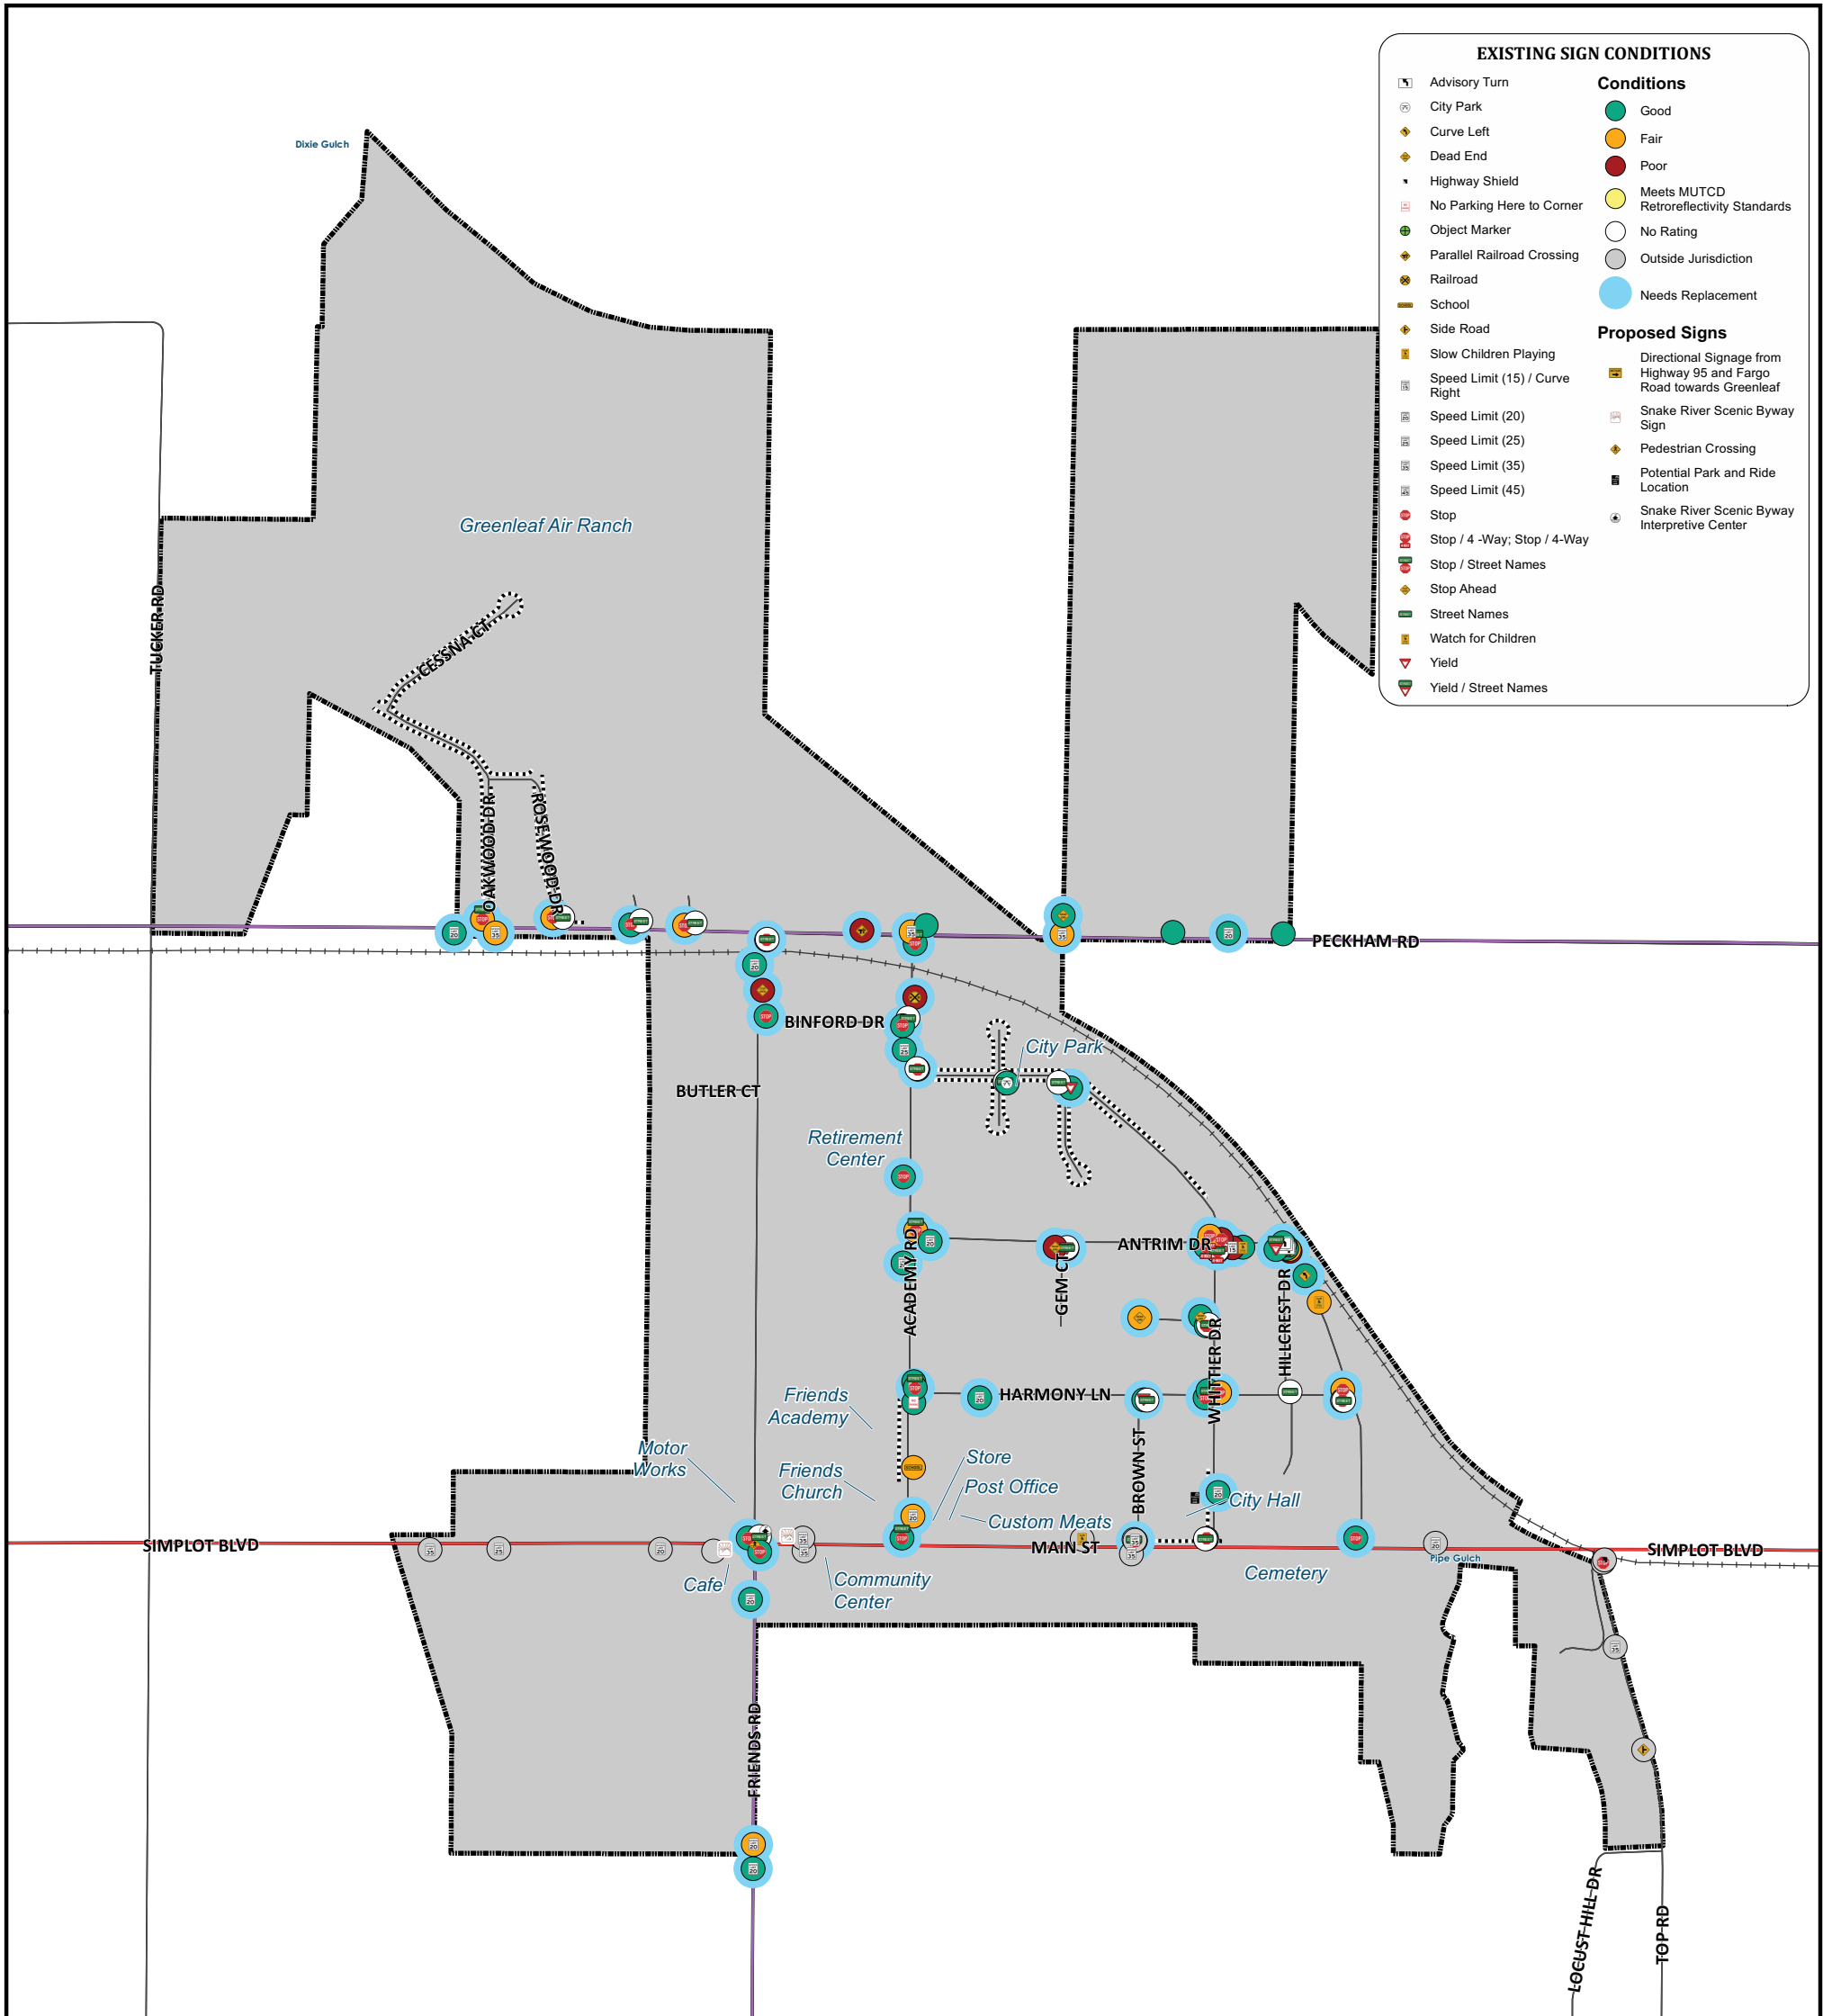 EXISTING SIGN CONDITIONS
Advisory Turn
City Park
Curve Left
Dead End
Highway Shield
No Parking Here to Corner
Object Marker
Parallel Railroad Crossing
Railroad
School
Side Road
Slow Children Playing
Speed Limit (15) / Curve
Right
Speed Limit (20)
Speed Limit (25)
Speed Limit (35)
Speed Limit (45)
Stop
Stop / 4 -Way; Stop / 4-Way
Stop / Street Names
Stop Ahead
Street Names
Watch for Children
Yield
Yield / Street Names
Conditions
Good
Fair
Poor
Meets MUTCD
Retroreflectivity Standards
No Rating
Outside Jurisdiction
Needs Replacement
Proposed Signs
Directional Signage from
Highway 95 and Fargo
Road towards Greenleaf
Snake River Scenic Byway
Sign
Pedestrian Crossing
Potential Park and Ride
Location
Snake River Scenic Byway
Interpretive Center
Dixie Gulch
Greenleaf Air Ranch
TUCKER RD
CESSNA CT
OAKWOOD DR
ROSEWOOD DR
PECKHAM RD
BINFORD DR
City Park
BUTLER CT
Retirement
Center
ACADEMY RD
ANTRIM DR
GEM CT
WHITTIER DR
HILLCREST DR
HARMONY LN
Friends
Academy
Motor
Works
Friends
Church
Store
Post Office
Custom Meats
BROWN ST
City Hall
SIMPLOT BLVD
MAIN ST
SIMPLOT BLVD
Pipe Gulch
Cafe
Community
Center
Cemetery
FRIENDS RD
LOCUST HILL DR
TOP RD